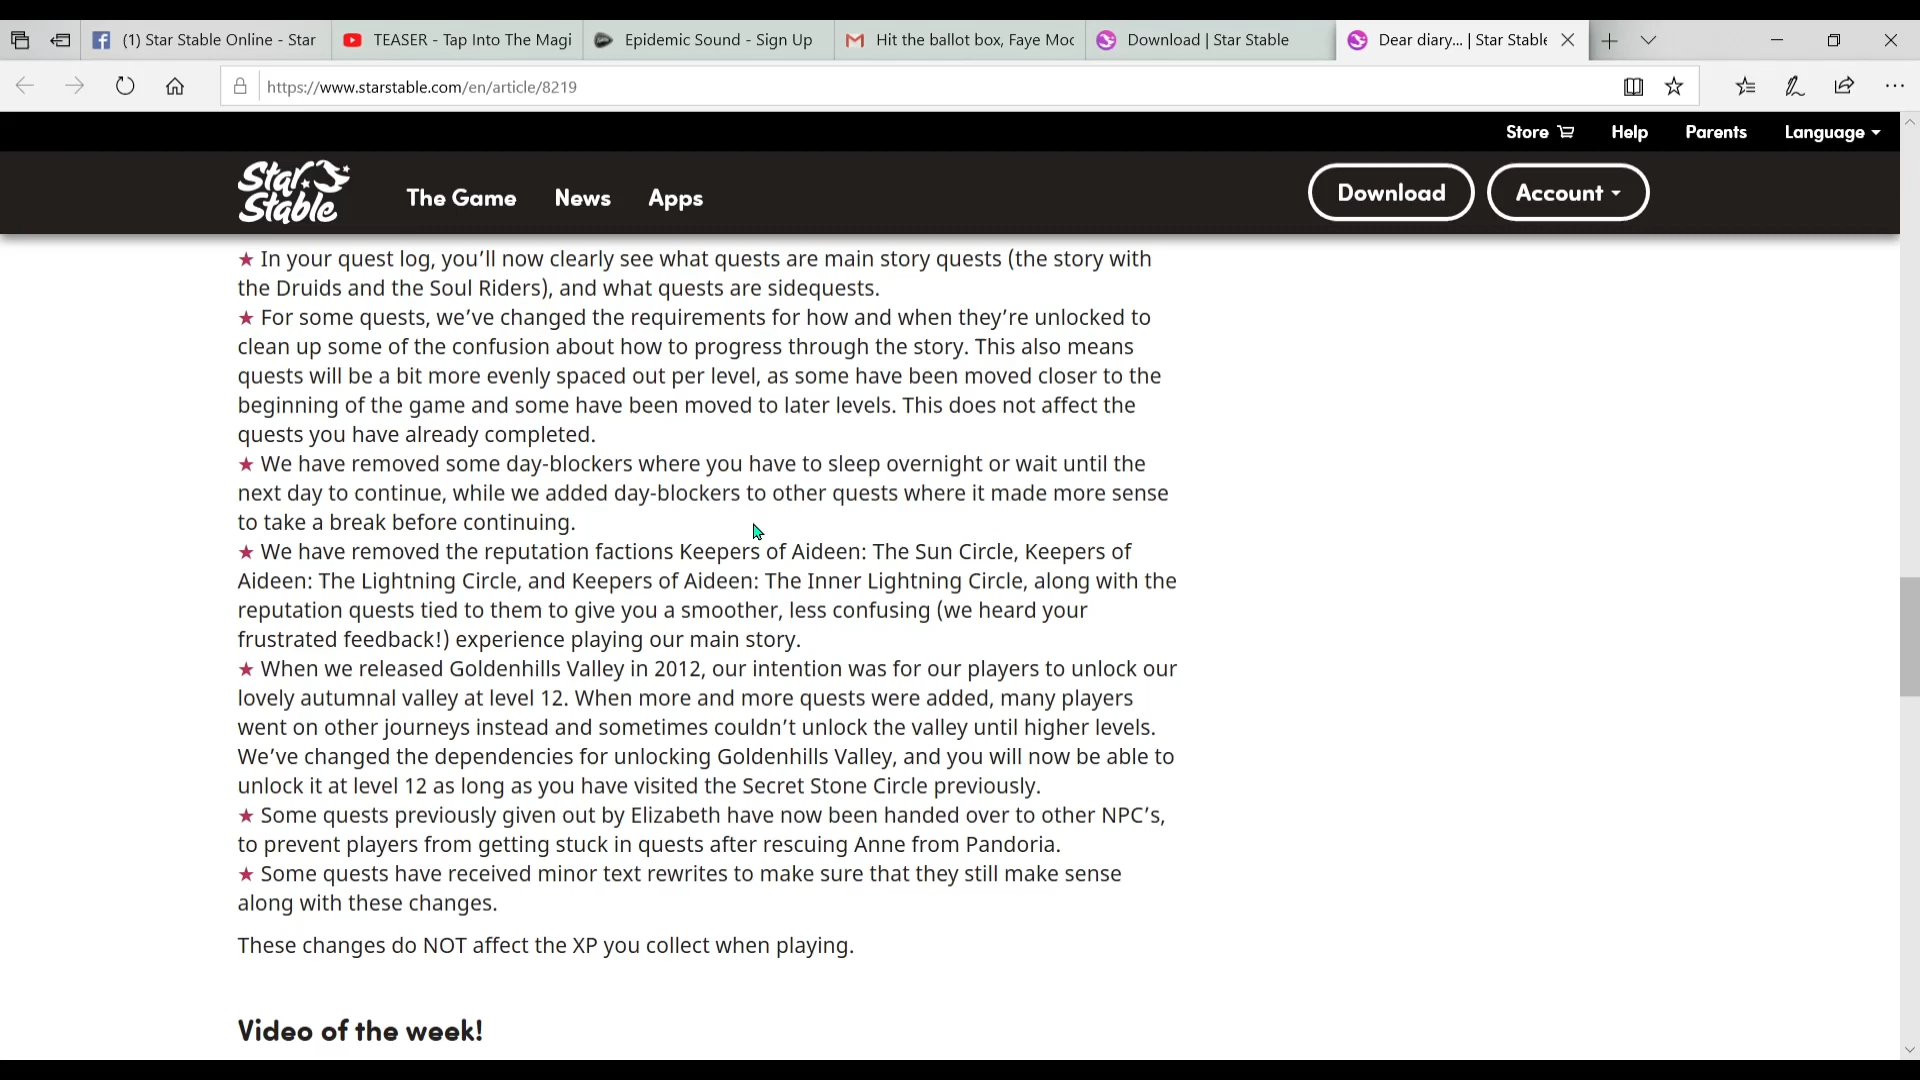 (1) Star Stable Online - Star
TEASER - Tap Into The Magi
Epidemic Sound - Sign Up
Hit the ballot box, Faye Moc
Download | Star Stable
Dear diary... | Star Stable
https://www.starstable.com/en/article/8219
Store
Help
Parents
Language
Star Stable
The Game
News
Apps
Download
Account
★ In your quest log, you’ll now clearly see what quests are main story quests (the story with
the Druids and the Soul Riders), and what quests are sidequests.
★ For some quests, we’ve changed the requirements for how and when they’re unlocked to
clean up some of the confusion about how to progress through the story. This also means
quests will be a bit more evenly spaced out per level, as some have been moved closer to the
beginning of the game and some have been moved to later levels. This does not affect the
quests you have already completed.
★ We have removed some day-blockers where you have to sleep overnight or wait until the
next day to continue, while we added day-blockers to other quests where it made more sense
to take a break before continuing.
★ We have removed the reputation factions Keepers of Aideen: The Sun Circle, Keepers of
Aideen: The Lightning Circle, and Keepers of Aideen: The Inner Lightning Circle, along with the
reputation quests tied to them to give you a smoother, less confusing (we heard your
frustrated feedback!) experience playing our main story.
★ When we released Goldenhills Valley in 2012, our intention was for our players to unlock our
lovely autumnal valley at level 12. When more and more quests were added, many players
went on other journeys instead and sometimes couldn’t unlock the valley until higher levels.
We’ve changed the dependencies for unlocking Goldenhills Valley, and you will now be able to
unlock it at level 12 as long as you have visited the Secret Stone Circle previously.
★ Some quests previously given out by Elizabeth have now been handed over to other NPC’s,
to prevent players from getting stuck in quests after rescuing Anne from Pandoria.
★ Some quests have received minor text rewrites to make sure that they still make sense
along with these changes.
These changes do NOT affect the XP you collect when playing.
Video of the week!